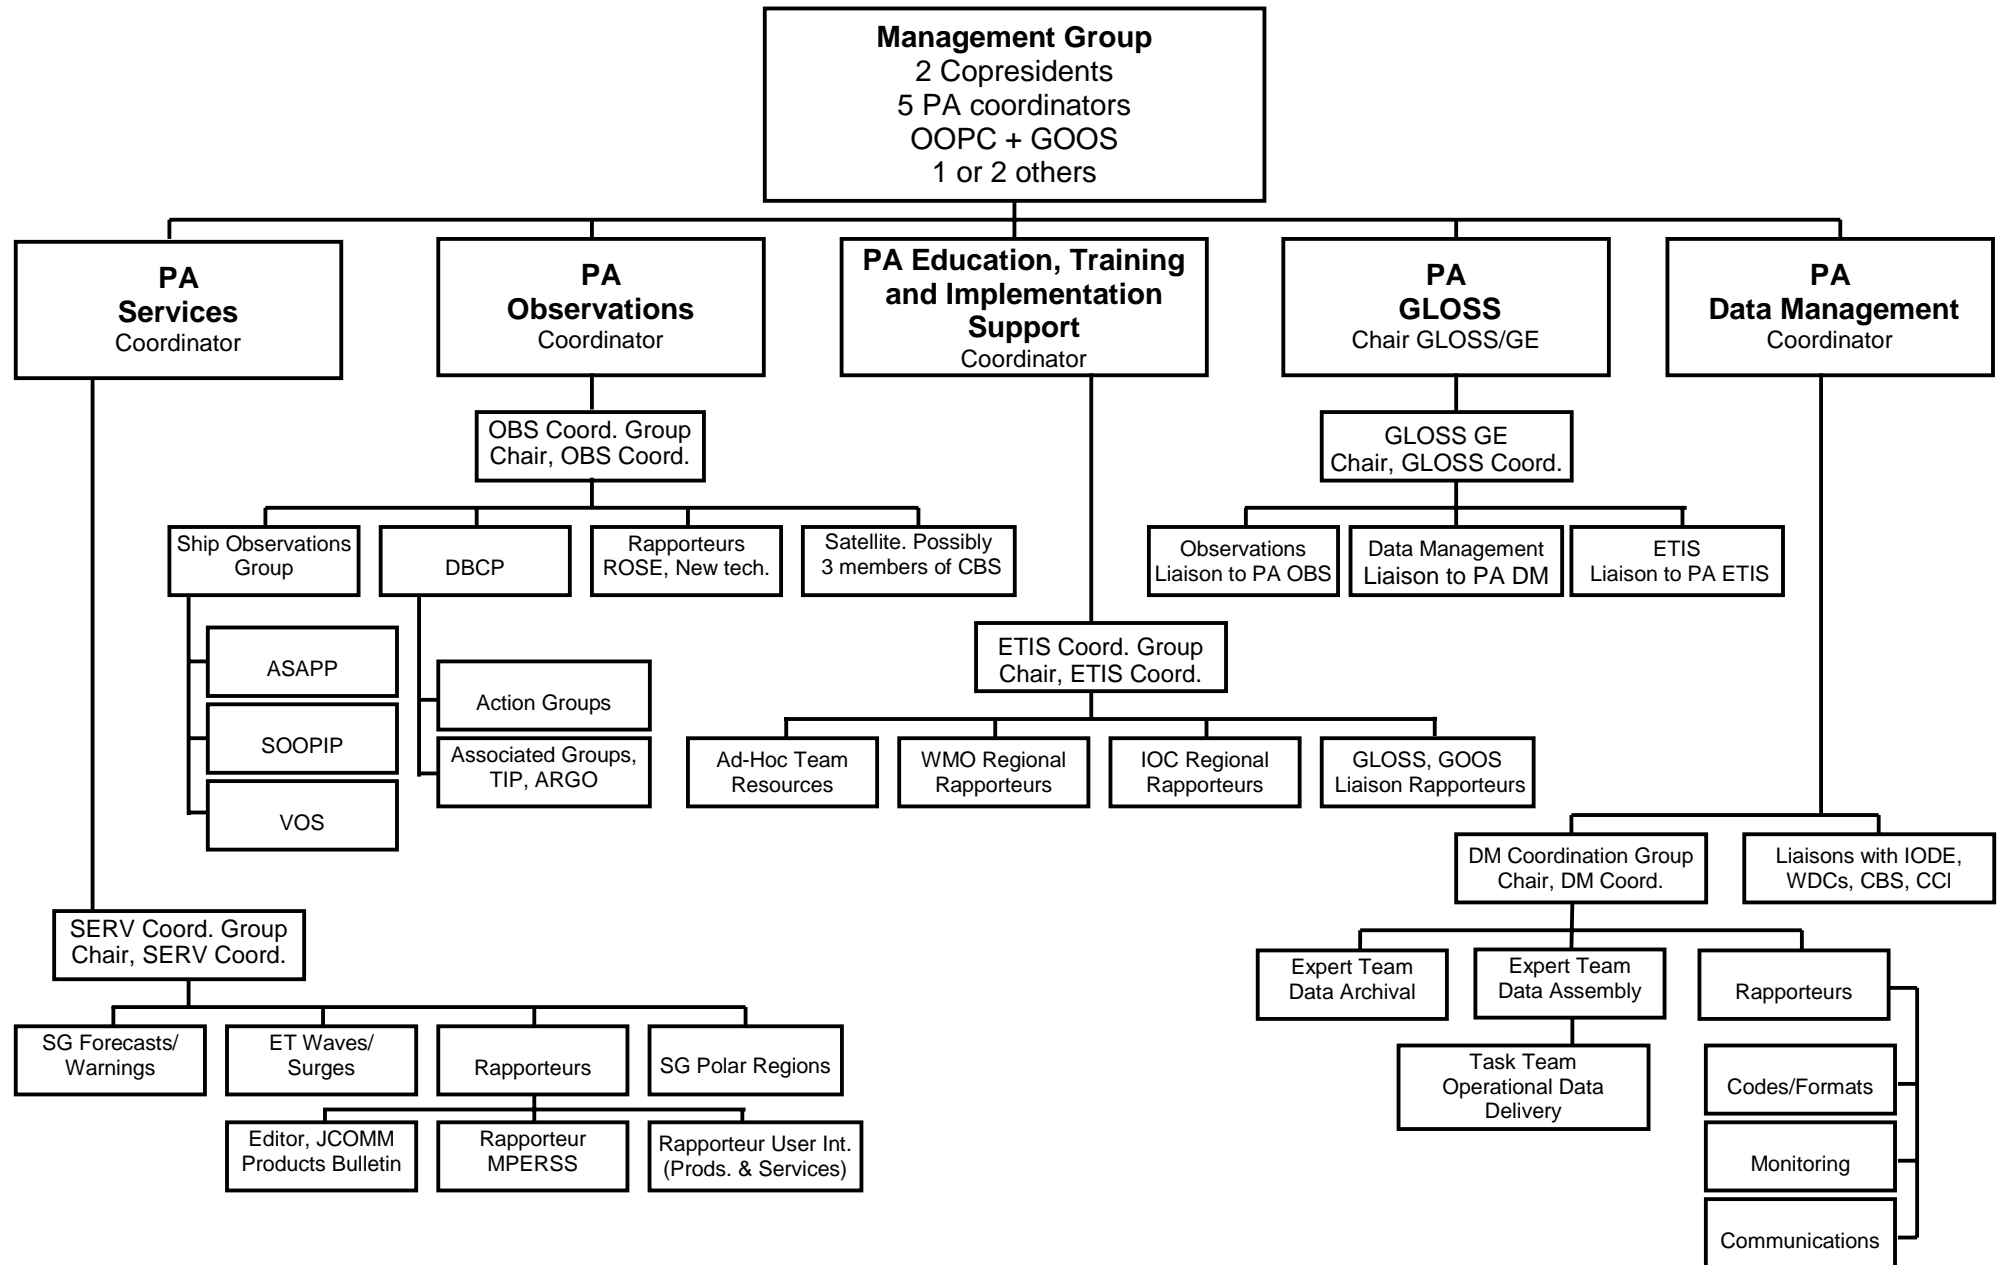 Management Group
2 Copresidents
5 PA coordinators
OOPC + GOOS
1 or 2 others
PA
Services
Coordinator
PA
Observations
Coordinator
PA Education, Training
and Implementation
Support
Coordinator
PA
GLOSS
Chair GLOSS/GE
PA
Data Management
Coordinator
OBS Coord. Group
Chair, OBS Coord.
GLOSS GE
Chair, GLOSS Coord.
Ship Observations
Group
DBCP
Rapporteurs
ROSE, New tech.
Satellite. Possibly
3 members of CBS
Observations
Liaison to PA OBS
Data Management
Liaison to PA DM
ETIS
Liaison to PA ETIS
ASAPP
SOOPIP
VOS
Action Groups
Associated Groups,
TIP, ARGO
ETIS Coord. Group
Chair, ETIS Coord.
Ad-Hoc Team
Resources
WMO Regional
Rapporteurs
IOC Regional
Rapporteurs
GLOSS, GOOS
Liaison Rapporteurs
DM Coordination Group
Chair, DM Coord.
Liaisons with IODE,
WDCs, CBS, CCl
SERV Coord. Group
Chair, SERV Coord.
Expert Team
Data Archival
Expert Team
Data Assembly
Rapporteurs
SG Forecasts/
Warnings
ET Waves/
Surges
Rapporteurs
SG Polar Regions
Task Team
Operational Data
Delivery
Codes/Formats
Editor, JCOMM
Products Bulletin
Rapporteur
MPERSS
Rapporteur User Int.
(Prods. & Services)
Monitoring
Communications